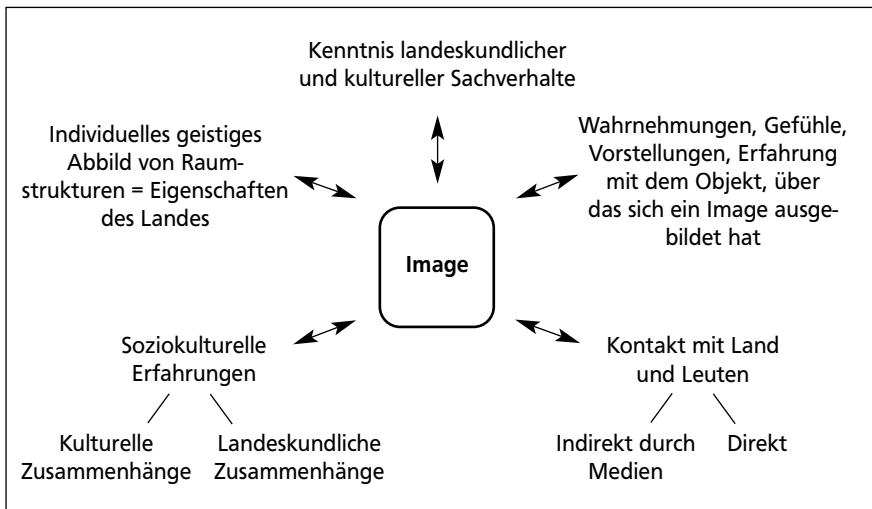 Kenntnis landeskundlicher
und kultureller Sachverhalte
Individuelles geistiges
Abbild von Raum-
strukturen = Eigenschaften
des Landes
Wahrnehmungen, Gefühle,
Vorstellungen, Erfahrung
mit dem Objekt, über
das sich ein Image ausge-
bildet hat
Image
Soziokulturelle
Erfahrungen
Kulturelle
Zusammenhänge
Landeskundliche
Zusammenhänge
Kontakt mit Land
und Leuten
Indirekt durch
Medien
Direkt